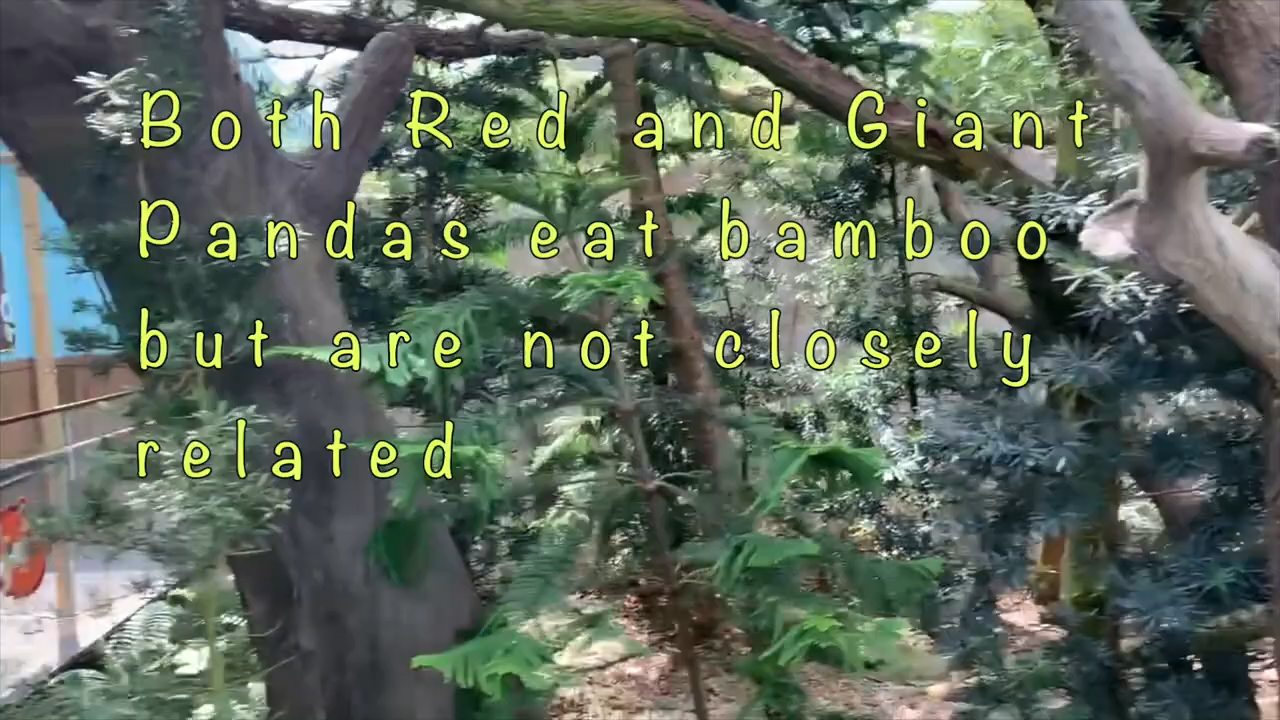 Both Red and Giant
Pandas eat bamboo
but are not closely
related